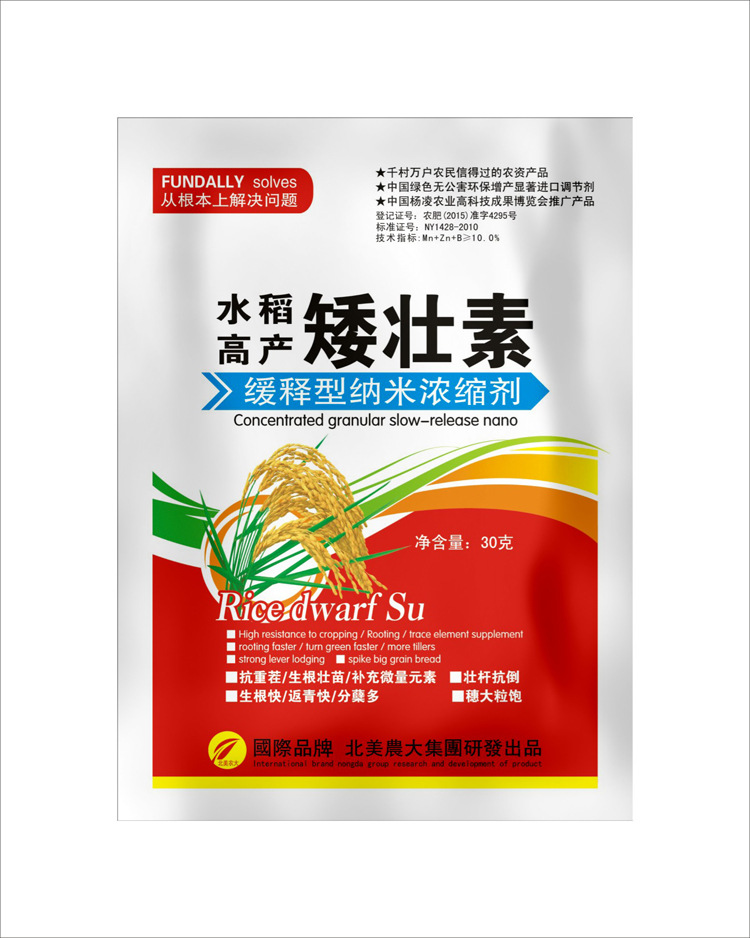 FUNDALLY solves
从根本上解决问题
★千村万户农民信得过的农资产品
★中国绿色无公害环保增产显著进口调节剂
★中国杨凌农业高科技成果博览会推广产品
登记证号：农肥(2015)准字4295号
标准证号：NY1428-2010
技术指标:Mn+Zn+B≥10.0%
水稻
高产
矮壮素
缓释型纳米浓缩剂
Concentrated granular slow-release nano
净含量：30克
Rice dwarf Su
■ High resistance to cropping / Rooting / trace element supplement
■ rooting faster / turn green faster / more tillers
■ strong lever lodging ■ spike big grain bread
■抗重茬/生根壮苗/补充微量元素 ■壮杆抗倒
■生根快/返青快/分蘖多 ■穗大粒饱
北美农大
國際品牌 北美農大集團研發出品
International brand nongda group research and development of product